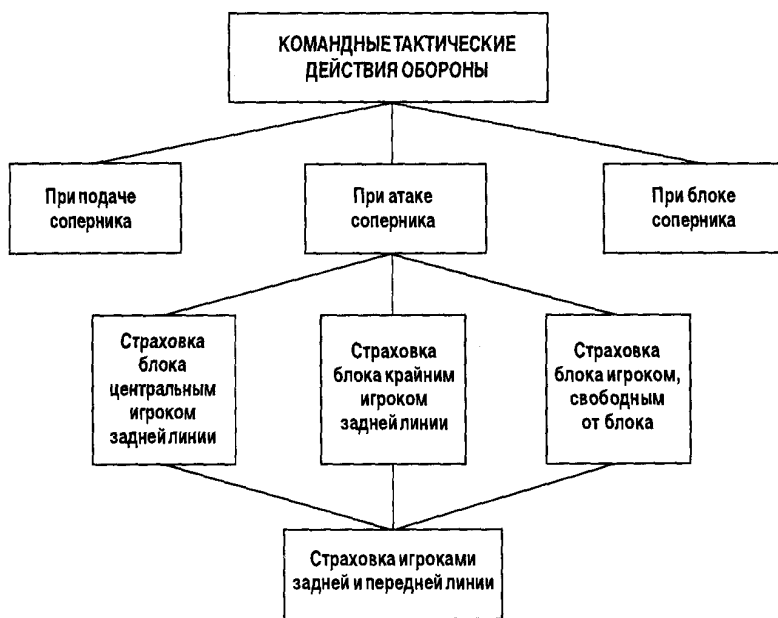 КОМАНДНЫЕ ТАКТИЧЕСКИЕ
ДЕЙСТВИЯ ОБОРОНЫ
При подаче
соперника
При атаке
соперника
При блоке
соперника
Страховка
блока
центральным
игроком
задней линии
Страховка
блока крайним
игроком
задней линии
Страховка
блока игроком,
свободным
от блока
Страховка игроками
задней и передней линии